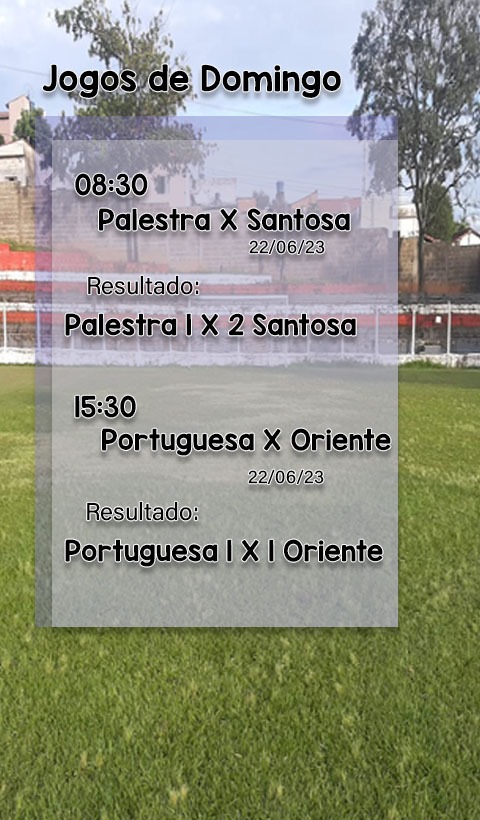 Jogos de Domingo
08:30
Palestra X Santosa
22/06/23
Resultado:
Palestra 1 X 2 Santosa
15:30
Portuguesa X Oriente
22/06/23
Resultado:
Portuguesa 1 X 1 Oriente